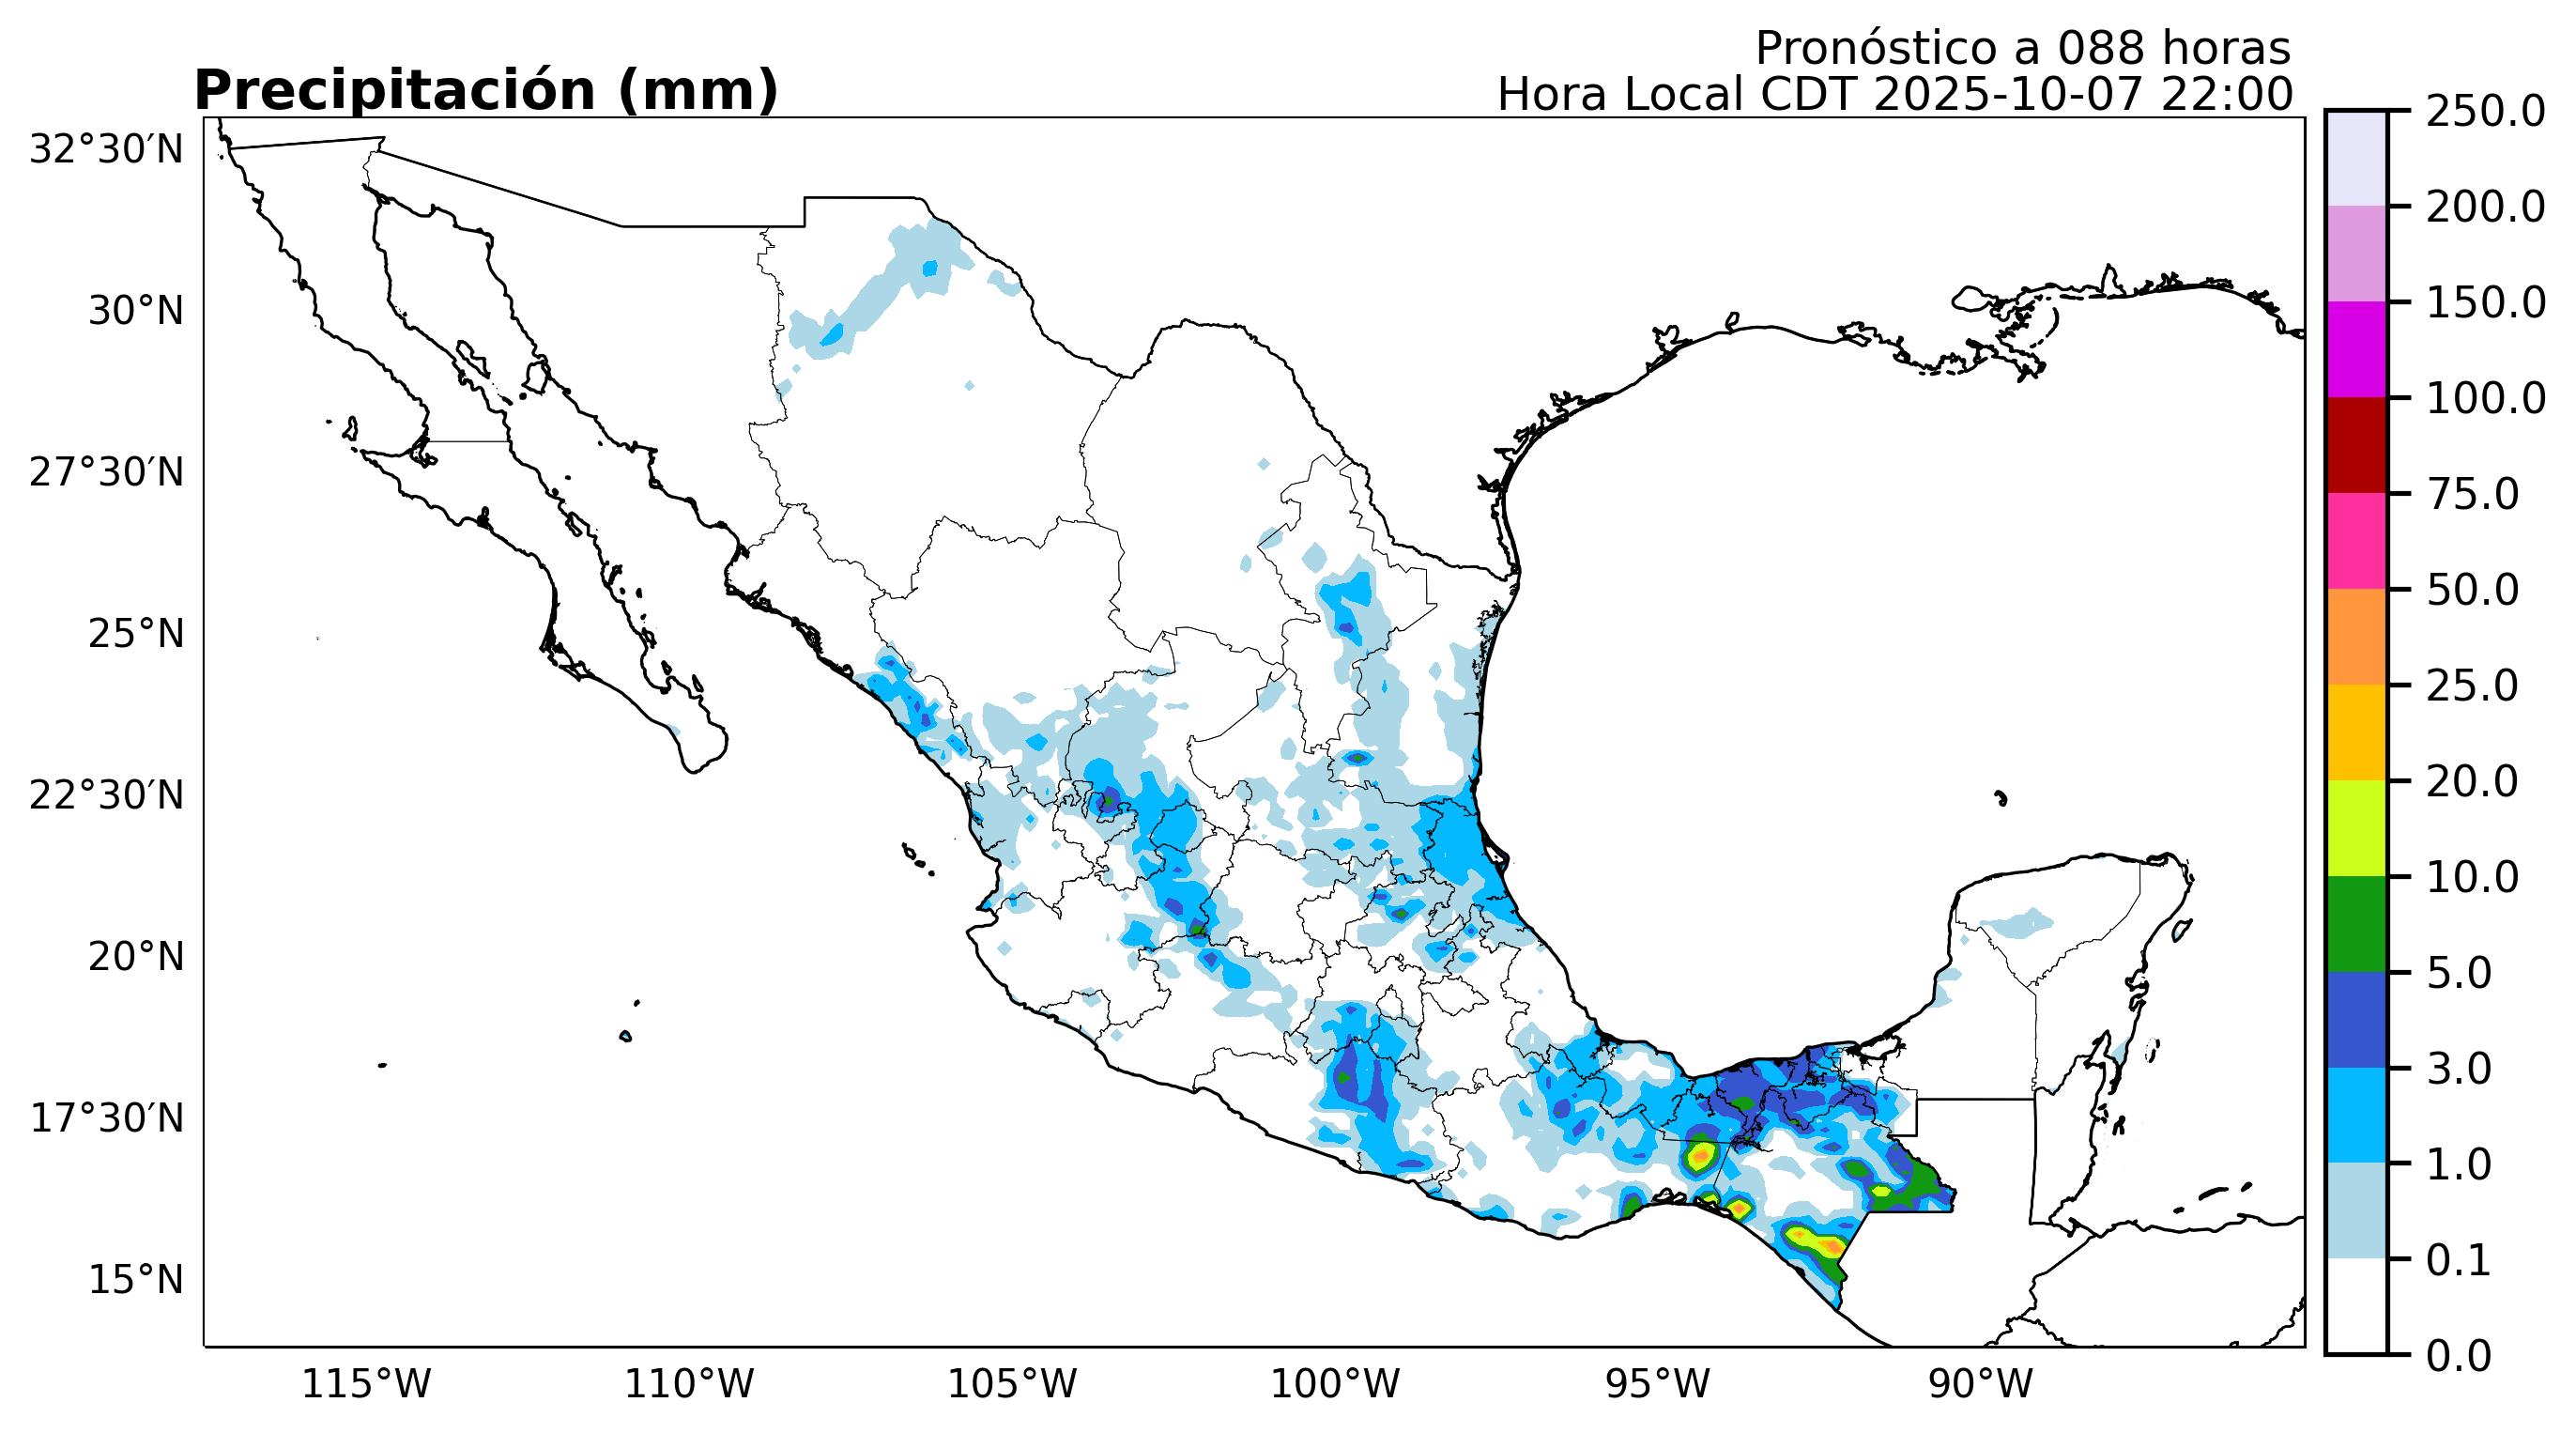 Pronóstico a 088 horas
Precipitación (mm)
Hora Local CDT 2025-10-07 22:00
32°30′N
30°N
27°30′N
25°N
22°30′N
20°N
17°30′N
15°N
115°W
110°W
105°W
100°W
95°W
90°W
250.0
200.0
150.0
100.0
75.0
50.0
25.0
20.0
10.0
5.0
3.0
1.0
0.1
0.0